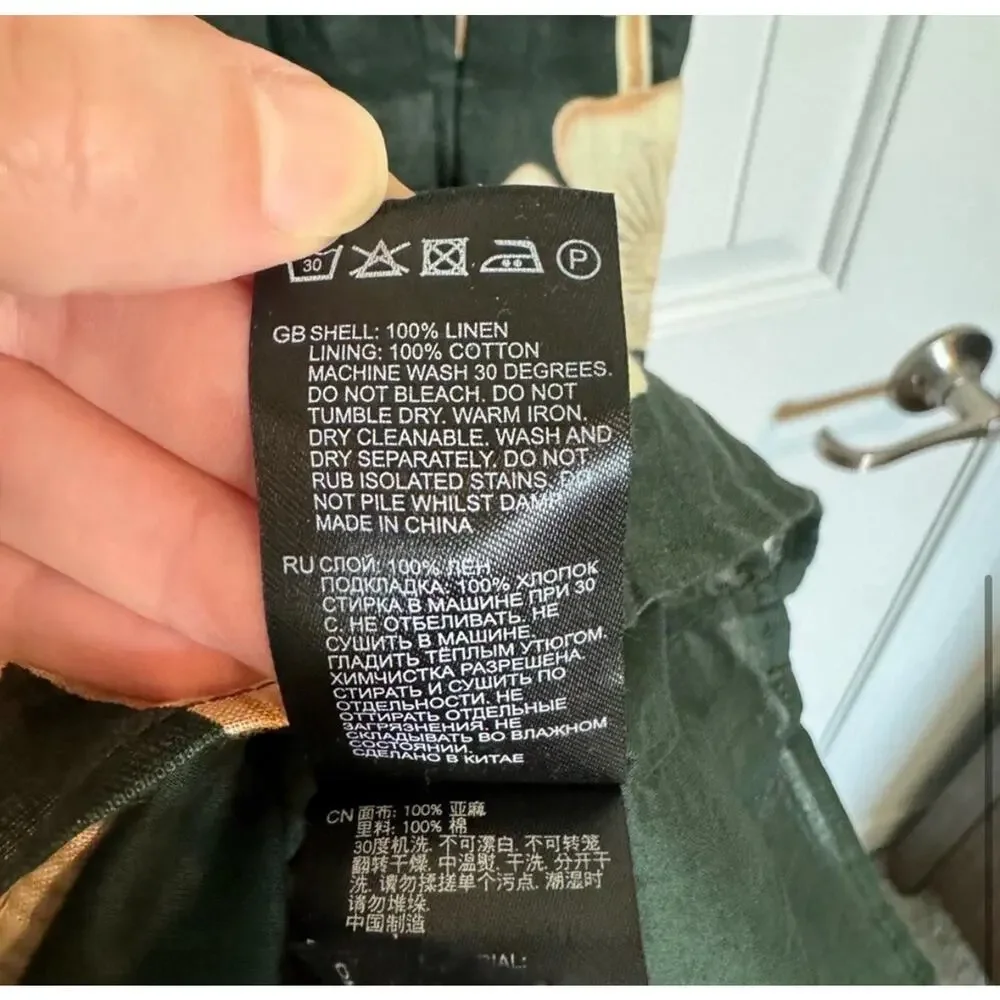 30
P
GB SHELL: 100% LINEN
LINING: 100% COTTON
MACHINE WASH 30 DEGREES.
DO NOT BLEACH. DO NOT
TUMBLE DRY. WARM IRON.
DRY CLEANABLE. WASH AND
DRY SEPARATELY. DO NOT
RUB ISOLATED STAINS. DO
NOT PILE WHILST DAMP
MADE IN CHINA
RU СЛОЙ: 100% ЛЕН
ПОДКЛАДКА: 100% ХЛОПОК
СТИРКА В МАШИНЕ ПРИ 30
С. НЕ ОТБЕЛИВАТЬ. НЕ
СУШИТЬ В МАШИНЕ.
ГЛАДИТЬ ТЁПЛЫМ УТЮГОМ.
ХИМЧИСТКА РАЗРЕШЕНА.
СТИРАТЬ И СУШИТЬ ПО
ОТДЕЛЬНОСТИ. НЕ
ОТТИРАТЬ ОТДЕЛЬНЫЕ
ЗАГРЯЗНЕНИЯ. НЕ
СКЛАДЫВАТЬ ВО ВЛАЖНОМ
СОСТОЯНИИ.
СДЕЛАНО В КИТАЕ
CN 面布: 100% 亚麻
里料: 100% 棉
30度机洗. 不可漂白. 不可转笼
翻转干燥. 中温熨. 干洗. 分开干
洗. 请勿揉搓单个污点. 潮湿时
请勿堆垛.
中国制造